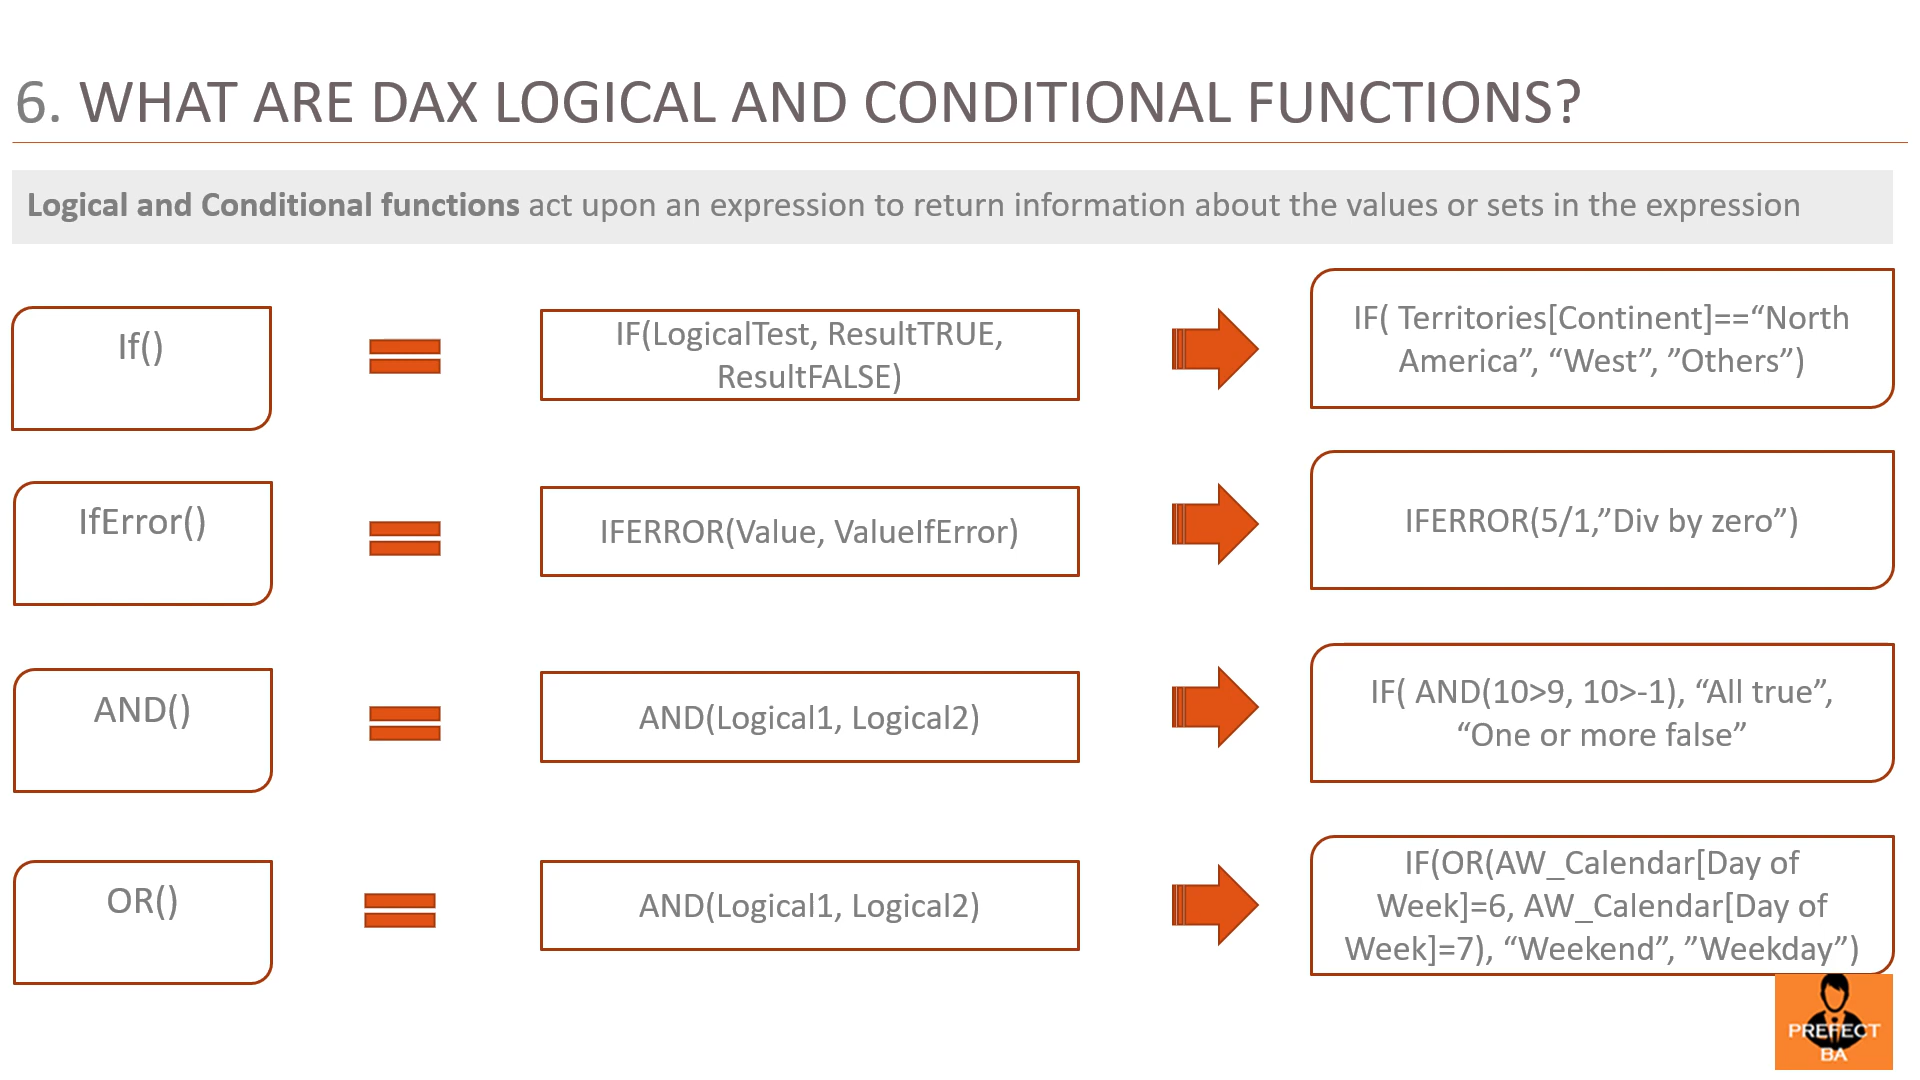 6. WHAT ARE DAX LOGICAL AND CONDITIONAL FUNCTIONS?
Logical and Conditional functions act upon an expression to return information about the values or sets in the expression
If()
IF(LogicalTest, ResultTRUE,
ResultFALSE)
IF( Territories[Continent]==“North
America”, “West”, ”Others”)
IfError()
IFERROR(Value, ValueIfError)
IFERROR(5/1,”Div by zero”)
AND()
AND(Logical1, Logical2)
IF( AND(10>9, 10>-1), “All true”,
“One or more false”
OR()
AND(Logical1, Logical2)
IF(OR(AW_Calendar[Day of
Week]=6, AW_Calendar[Day of
Week]=7), “Weekend”, ”Weekday”)
PREFECT
BA